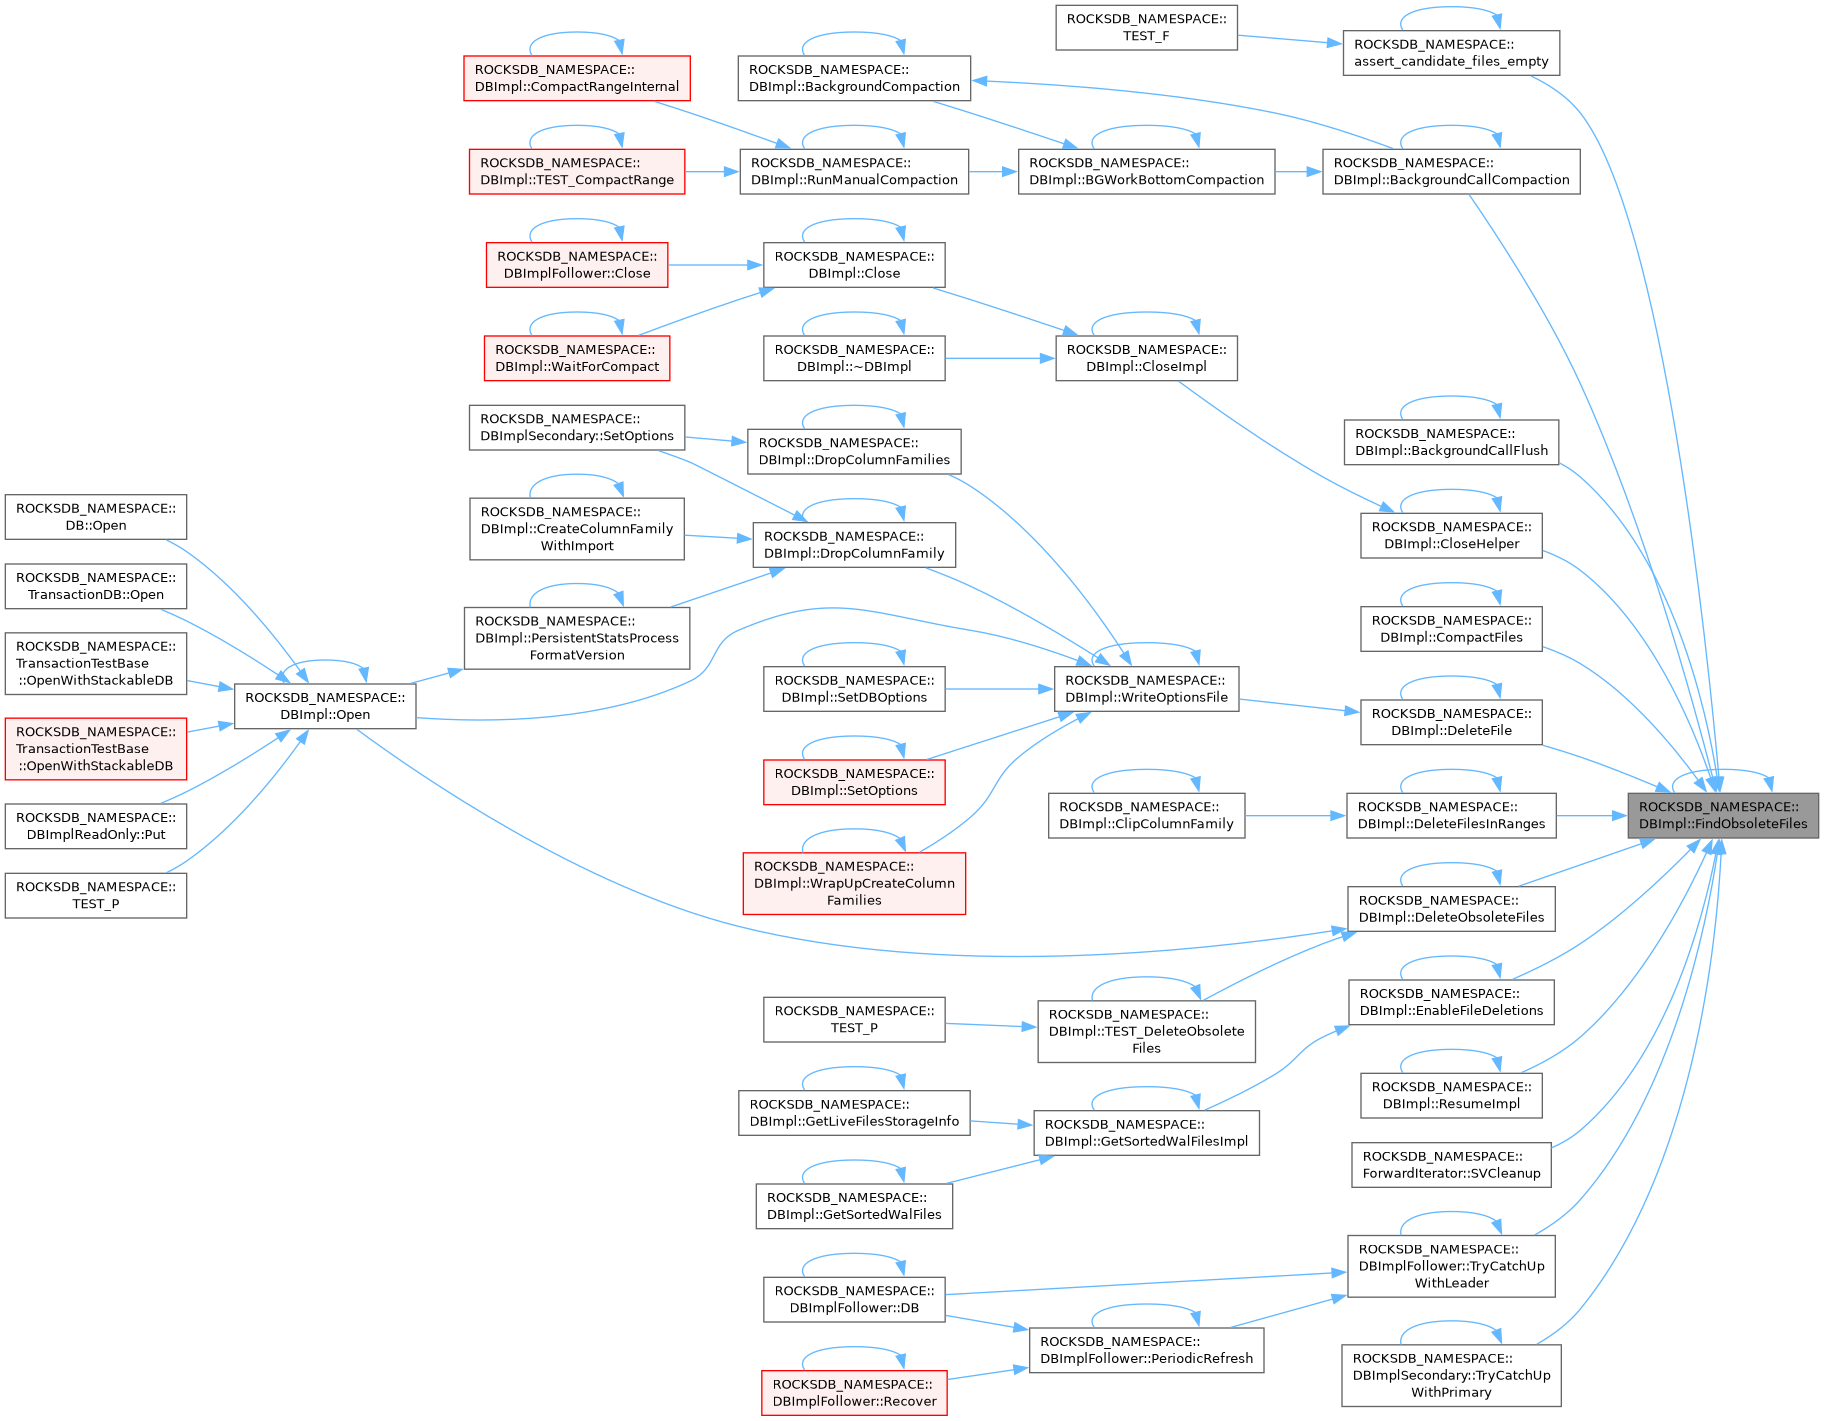 ROCKSDB_NAMESPACE::
TEST_F
ROCKSDB_NAMESPACE::
assert_candidate_files_empty
ROCKSDB_NAMESPACE::
DBImpl::CompactRangeInternal
ROCKSDB_NAMESPACE::
DBImpl::BackgroundCompaction
ROCKSDB_NAMESPACE::
DBImpl::TEST_CompactRange
ROCKSDB_NAMESPACE::
DBImpl::RunManualCompaction
ROCKSDB_NAMESPACE::
DBImpl::BGWorkBottomCompaction
ROCKSDB_NAMESPACE::
DBImpl::BackgroundCallCompaction
ROCKSDB_NAMESPACE::
DBImplFollower::Close
ROCKSDB_NAMESPACE::
DBImpl::Close
ROCKSDB_NAMESPACE::
DBImpl::WaitForCompact
ROCKSDB_NAMESPACE::
DBImpl::~DBImpl
ROCKSDB_NAMESPACE::
DBImpl::CloseImpl
ROCKSDB_NAMESPACE::
DBImplSecondary::SetOptions
ROCKSDB_NAMESPACE::
DBImpl::DropColumnFamilies
ROCKSDB_NAMESPACE::
DBImpl::BackgroundCallFlush
ROCKSDB_NAMESPACE::
DB::Open
ROCKSDB_NAMESPACE::
DBImpl::CreateColumnFamily
WithImport
ROCKSDB_NAMESPACE::
DBImpl::DropColumnFamily
ROCKSDB_NAMESPACE::
DBImpl::CloseHelper
ROCKSDB_NAMESPACE::
TransactionDB::Open
ROCKSDB_NAMESPACE::
DBImpl::PersistentStatsProcess
FormatVersion
ROCKSDB_NAMESPACE::
DBImpl::CompactFiles
ROCKSDB_NAMESPACE::
TransactionTestBase
::OpenWithStackableDB
ROCKSDB_NAMESPACE::
DBImpl::Open
ROCKSDB_NAMESPACE::
DBImpl::SetDBOptions
ROCKSDB_NAMESPACE::
DBImpl::WriteOptionsFile
ROCKSDB_NAMESPACE::
DBImpl::DeleteFile
ROCKSDB_NAMESPACE::
TransactionTestBase
::OpenWithStackableDB
ROCKSDB_NAMESPACE::
DBImpl::SetOptions
ROCKSDB_NAMESPACE::
DBImpl::ClipColumnFamily
ROCKSDB_NAMESPACE::
DBImpl::DeleteFilesInRanges
ROCKSDB_NAMESPACE::
DBImpl::FindObsoleteFiles
ROCKSDB_NAMESPACE::
DBImplReadOnly::Put
ROCKSDB_NAMESPACE::
DBImpl::WrapUpCreateColumn
Families
ROCKSDB_NAMESPACE::
TEST_P
ROCKSDB_NAMESPACE::
DBImpl::DeleteObsoleteFiles
ROCKSDB_NAMESPACE::
TEST_P
ROCKSDB_NAMESPACE::
DBImpl::TEST_DeleteObsolete
Files
ROCKSDB_NAMESPACE::
DBImpl::EnableFileDeletions
ROCKSDB_NAMESPACE::
DBImpl::GetLiveFilesStorageInfo
ROCKSDB_NAMESPACE::
DBImpl::GetSortedWalFilesImpl
ROCKSDB_NAMESPACE::
DBImpl::ResumeImpl
ROCKSDB_NAMESPACE::
DBImpl::GetSortedWalFiles
ROCKSDB_NAMESPACE::
ForwardIterator::SVCleanup
ROCKSDB_NAMESPACE::
DBImplFollower::DB
ROCKSDB_NAMESPACE::
DBImplFollower::TryCatchUp
WithLeader
ROCKSDB_NAMESPACE::
DBImplFollower::PeriodicRefresh
ROCKSDB_NAMESPACE::
DBImplFollower::Recover
ROCKSDB_NAMESPACE::
DBImplSecondary::TryCatchUp
WithPrimary